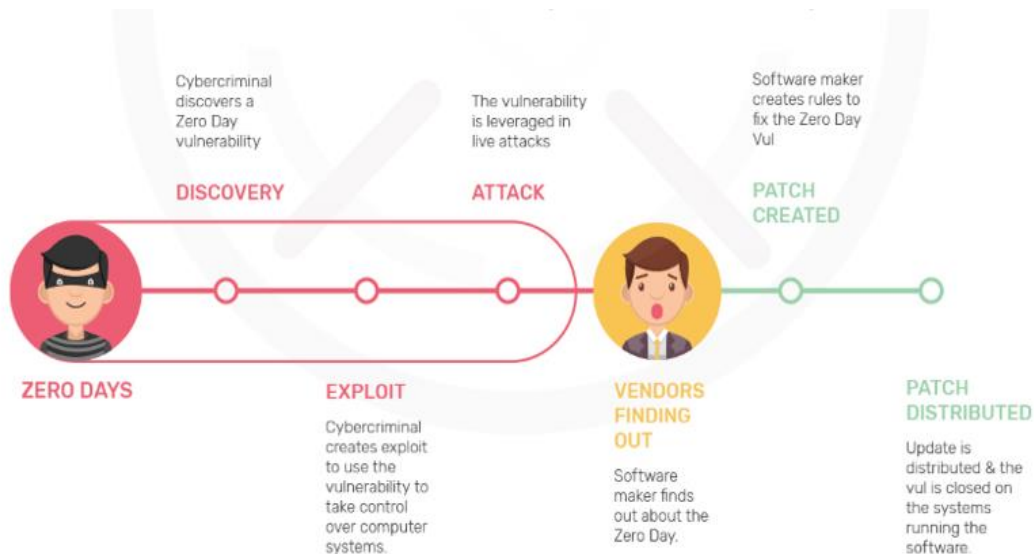 Cybercriminal
discovers a
Zero Day
vulnerability
DISCOVERY
The vulnerability
is leveraged in
live attacks
ATTACK
Software maker
creates rules to
fix the Zero Day
Vul
PATCH
CREATED
ZERO DAYS
EXPLOIT
Cybercriminal
creates exploit
to use the
vulnerability to
take control
over computer
systems.
VENDORS
FINDING
OUT
Software
maker finds
out about the
Zero Day.
PATCH
DISTRIBUTED
Update is
distributed & the
vul is closed on
the systems
running the
software.